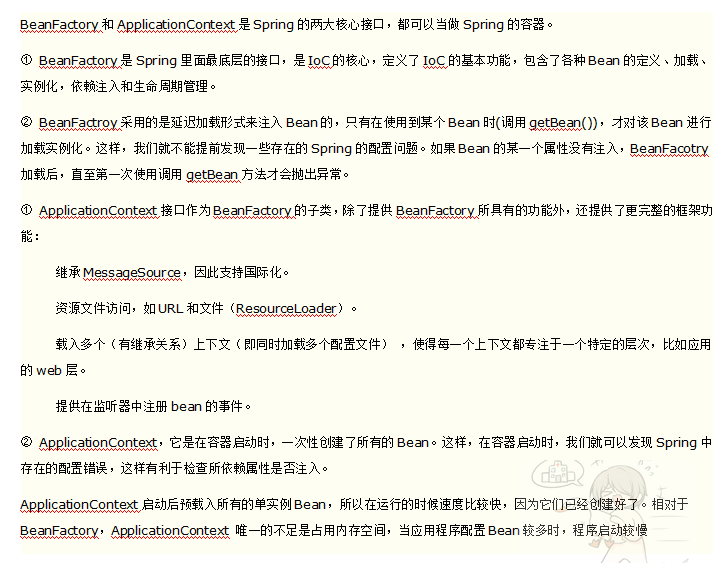 BeanFactory 和 ApplicationContext 是 Spring 的两大核心接口，都可以当做 Spring 的容器。
① BeanFactory 是 Spring 里面最底层的接口，是 IoC 的核心，定义了 IoC 的基本功能，包含了各种 Bean 的定义、加载、
实例化，依赖注入和生命周期管理。
② BeanFactroy 采用的是延迟加载形式来注入 Bean 的，只有在使用到某个 Bean 时(调用 getBean())，才对该 Bean 进行
加载实例化。这样，我们就不能提前发现一些存在的 Spring 的配置问题。如果 Bean 的某一个属性没有注入，BeanFacotry
加载后，直至第一次使用调用 getBean 方法才会抛出异常。
① ApplicationContext 接口作为 BeanFactory 的子类，除了提供 BeanFactory 所具有的功能外，还提供了更完整的框架功
能：
继承 MessageSource，因此支持国际化。
资源文件访问，如 URL 和文件（ResourceLoader）。
载入多个（有继承关系）上下文（即同时加载多个配置文件） ，使得每一个上下文都专注于一个特定的层次，比如应用
的 web 层。
提供在监听器中注册 bean 的事件。
② ApplicationContext，它是在容器启动时，一次性创建了所有的 Bean。这样，在容器启动时，我们就可以发现 Spring 中
存在的配置错误，这样有利于检查所依赖属性是否注入。
ApplicationContext 启动后预载入所有的单实例 Bean，所以在运行的时候速度比较快，因为它们已经创建好了。相对于
BeanFactory，ApplicationContext 唯一的不足是占用内存空间，当应用程序配置 Bean 较多时，程序启动较慢